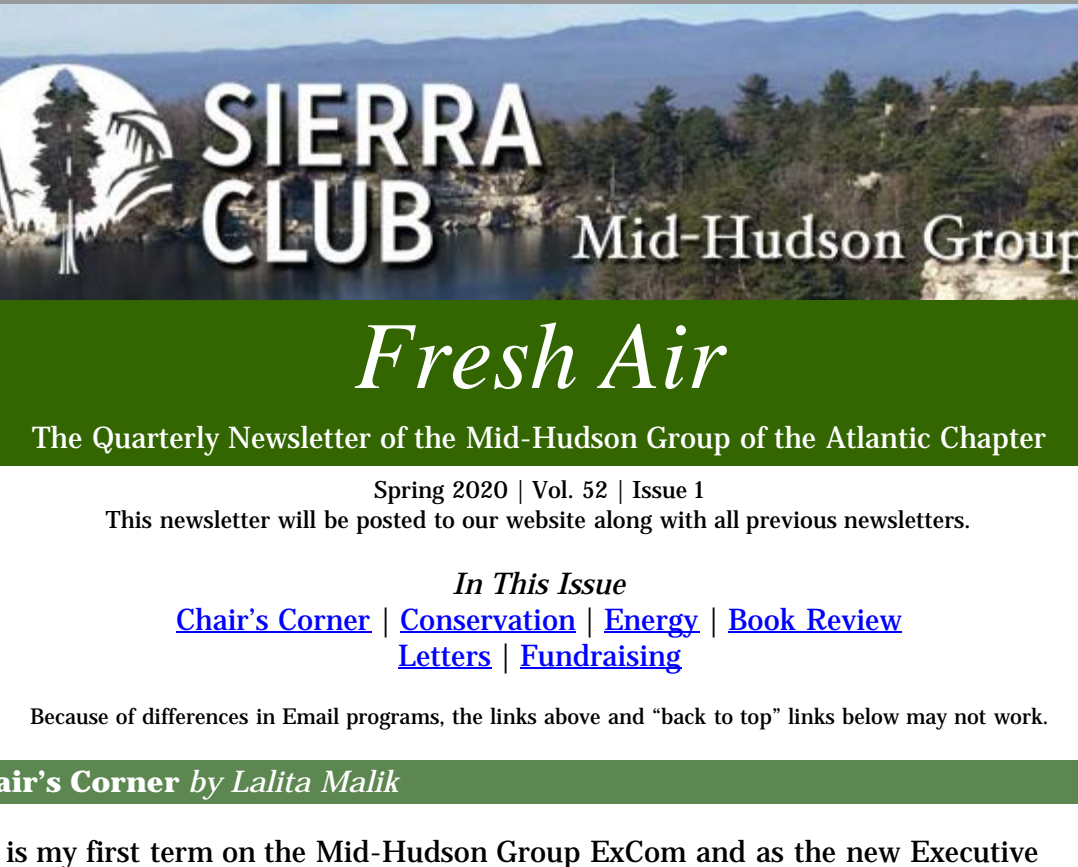 SIERRA
CLUB
Mid-Hudson Group
Fresh Air
The Quarterly Newsletter of the Mid-Hudson Group of the Atlantic Chapter
Spring 2020 | Vol. 52 | Issue 1
This newsletter will be posted to our website along with all previous newsletters.
In This Issue
Chair's Corner | Conservation | Energy | Book Review
Letters | Fundraising
Because of differences in Email programs, the links above and “back to top” links below may not work.
air’s Corner by Lalita Malik
is my first term on the Mid-Hudson Group ExCom and as the new Executive